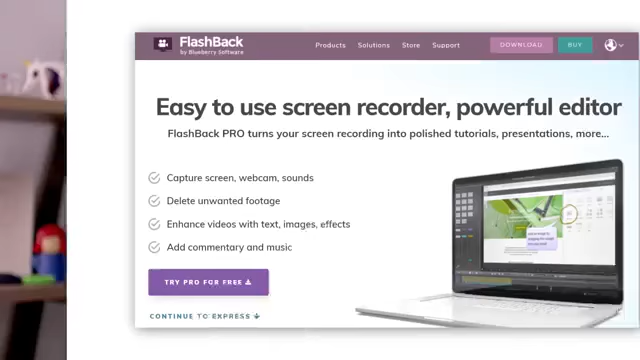 FlashBack
by Blueberry Software
Products Solutions Store Support DOWNLOAD BUY
Easy to use screen recorder, powerful editor
FlashBack PRO turns your screen recording into polished tutorials, presentations, more...
Capture screen, webcam, sounds
Delete unwanted footage
Enhance videos with text, images, effects
Add commentary and music
TRY PRO FOR FREE
CONTINUE TO EXPRESS